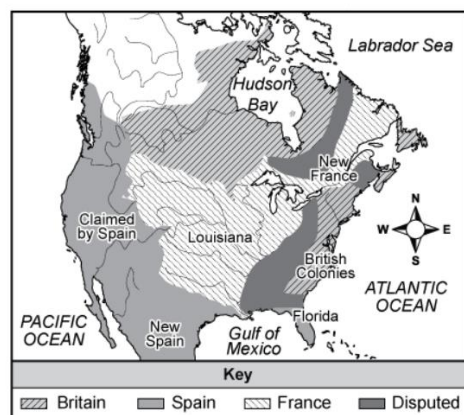 Labrador Sea
Hudson
Bay
New
France
N
W
E
S
Claimed
by Spain
Louisiana
British
Colonies
ATLANTIC
OCEAN
PACIFIC
OCEAN
New
Spain
Gulf of
Mexico
Florida
Key
Britain
Spain
France
Disputed